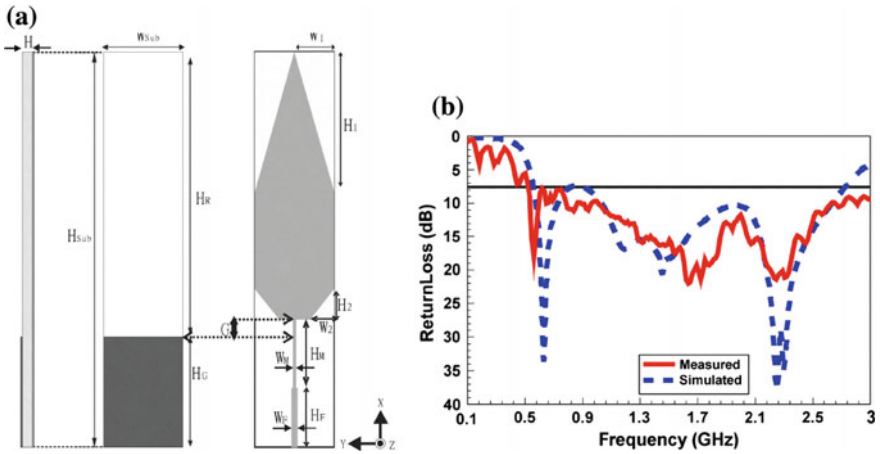 (a)
H
WSub
W1
H1
HR
HSub
H2
W2
G
WM
HM
HG
WF
HF
X
Y
Z
(b)
0
5
10
15
20
25
30
35
40
ReturnLoss (dB)
Measured
Simulated
0.1 0.5 0.9 1.3 1.7 2.1 2.5 3
Frequency (GHz)